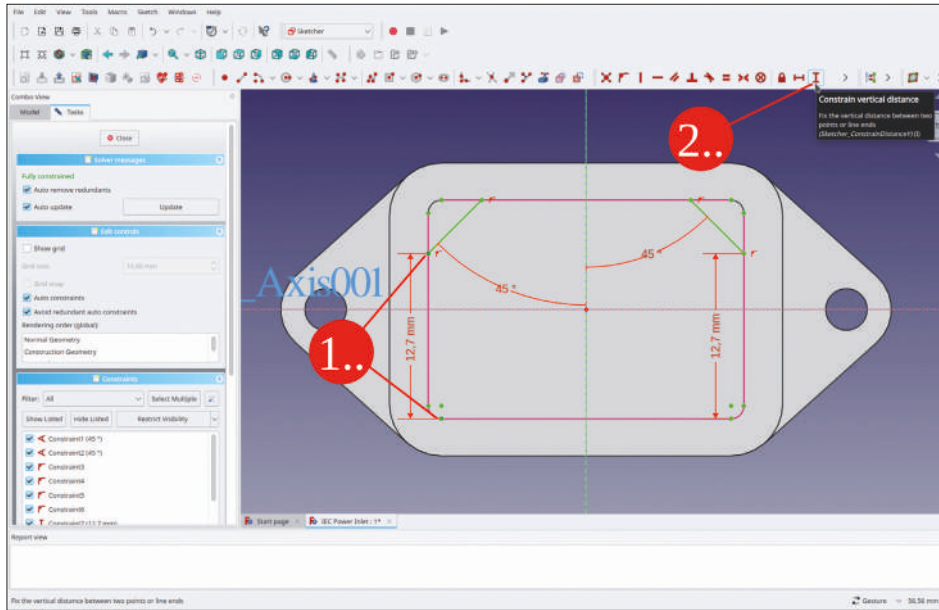 File Edit View Tools Macro Sketch Windows Help
Sketcher
Combo View
Model Tasks
Close
Solver messages
Fully constrained
Auto remove redundants
Auto update Update
Edit controls
Show grid
Grid size
Grid snap
Auto constraints
Avoid redundant auto constraints
Rendering order (global):
Normal Geometry
Construction Geometry
Constraints
Filter: All Select Multiple
Show Listed Hide Listed Restrict Visibility
Constraint1 (45 °)
Constraint2 (45 °)
Constraint3
Constraint4
Constraint5
Constraint6
Constrain vertical distance
Fix the vertical distance between two
points or line ends
(Sketcher_ConstrainDistanceY) (I)
2..
_Axis001
45 °
45 °
1..
12,7 mm
12,7 mm
Start page IEC Power Inlet : 1*
Report view
Fix the vertical distance between two points or line ends
Gesture 56,56 mm